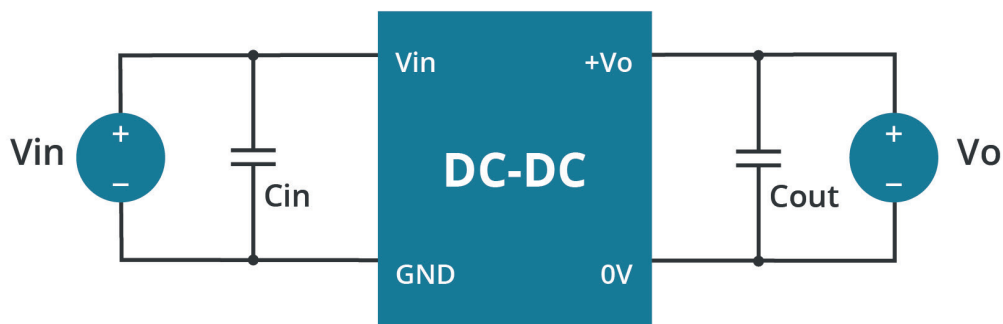 Vin
+
−
Cin
Vin
+Vo
DC-DC
GND
0V
Cout
+
−
Vo